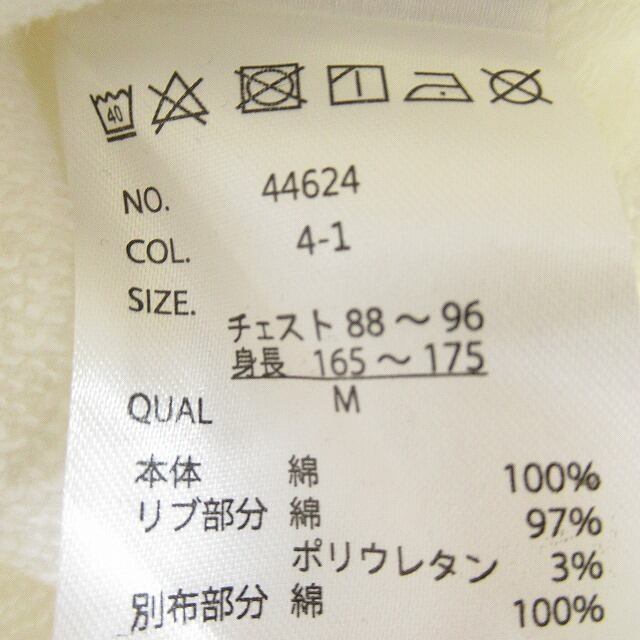 40
NO. 44624
COL. 4-1
SIZE.
チェスト 88～96
身長 165～175
M
QUAL
本体 綿 100%
リブ部分 綿 97%
ポリウレタン 3%
別布部分 綿 100%